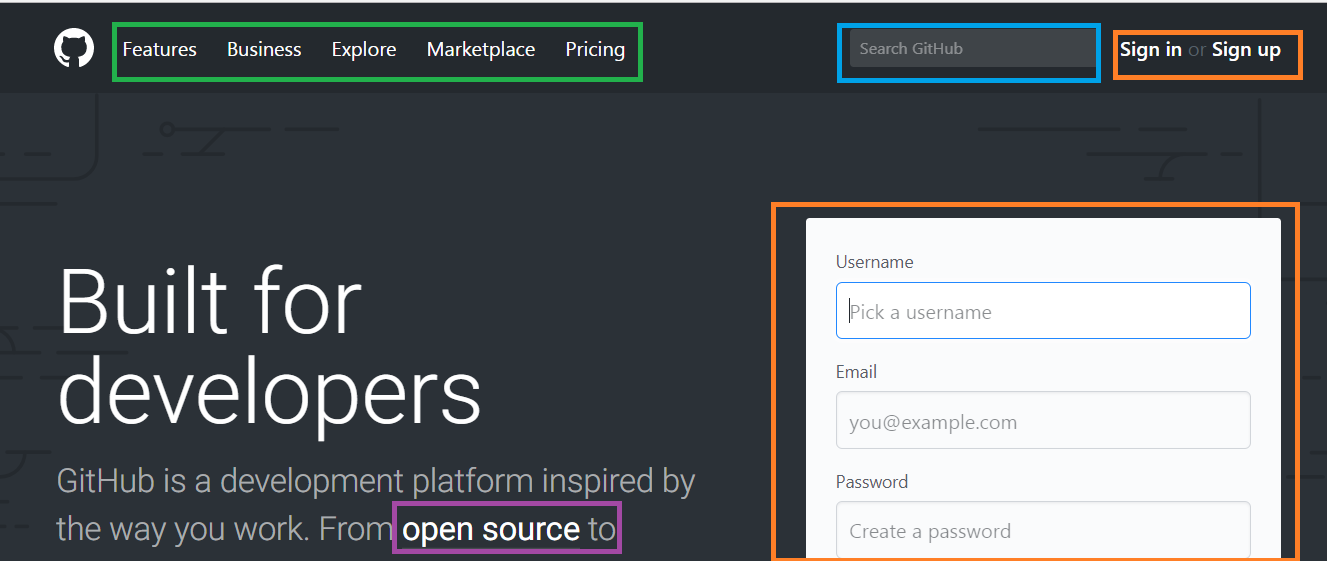 Features Business Explore Marketplace Pricing Search GitHub Sign in or Sign up
Built for
developers
GitHub is a development platform inspired by
the way you work. From open source to
Username
Pick a username
Email
you@example.com
Password
Create a password